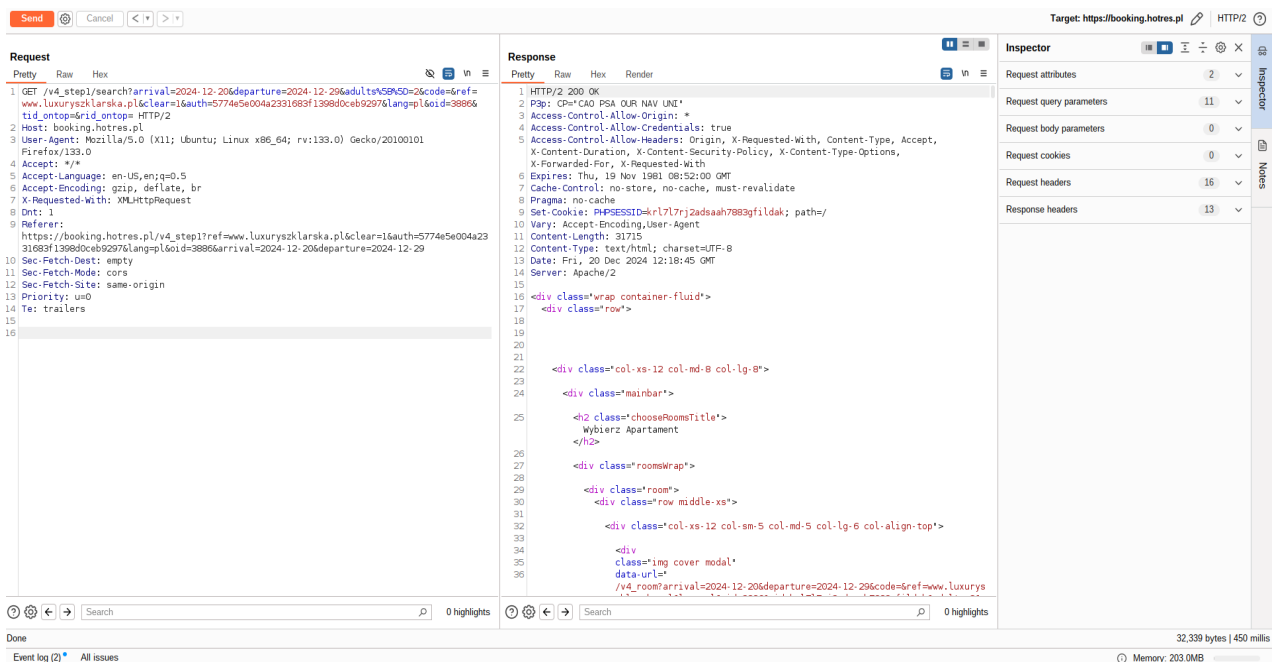 Send Cancel < > Target: https://booking.hotres.pl HTTP/2
Request
Pretty Raw Hex \n
1 GET /v4_step1/search?arrival=2024-12-20&departure=2024-12-29&adults%5B%5D=2&code=&ref=
www.luxuryszklarska.pl&clear=1&auth=5774e5e004a2331683f1398d0ceb9297&lang=pl&oid=3886&
tid_ontop=&rid_ontop= HTTP/2
2 Host: booking.hotres.pl
3 User-Agent: Mozilla/5.0 (X11; Ubuntu; Linux x86_64; rv:133.0) Gecko/20100101
Firefox/133.0
4 Accept: */*
5 Accept-Language: en-US,en;q=0.5
6 Accept-Encoding: gzip, deflate, br
7 X-Requested-With: XMLHttpRequest
8 Dnt: 1
9 Referer:
https://booking.hotres.pl/v4_step1?ref=www.luxuryszklarska.pl&clear=1&auth=5774e5e004a23
31683f1398d0ceb9297&lang=pl&oid=3886&arrival=2024-12-20&departure=2024-12-29
10 Sec-Fetch-Dest: empty
11 Sec-Fetch-Mode: cors
12 Sec-Fetch-Site: same-origin
13 Priority: u=0
14 Te: trailers
15
16
Search 0 highlights
Response
Pretty Raw Hex Render \n
1 HTTP/2 200 OK
2 P3p: CP="CAO PSA OUR NAV UNI"
3 Access-Control-Allow-Origin: *
4 Access-Control-Allow-Credentials: true
5 Access-Control-Allow-Headers: Origin, X-Requested-With, Content-Type, Accept,
X-Content-Duration, X-Content-Security-Policy, X-Content-Type-Options,
X-Forwarded-For, X-Requested-With
6 Expires: Thu, 19 Nov 1981 08:52:00 GMT
7 Cache-Control: no-store, no-cache, must-revalidate
8 Pragma: no-cache
9 Set-Cookie: PHPSESSID=krl7l7rj2adsaah7883gfildak; path=/
10 Vary: Accept-Encoding,User-Agent
11 Content-Length: 31715
12 Content-Type: text/html; charset=UTF-8
13 Date: Fri, 20 Dec 2024 12:18:45 GMT
14 Server: Apache/2
15
16 <div class="wrap container-fluid">
17 <div class="row">
18
19
20
21
22 <div class="col-xs-12 col-md-8 col-lg-8">
23
24 <div class="mainbar">
25 <h2 class="chooseRoomsTitle">
Wybierz Apartament
</h2>
26
27 <div class="roomsWrap">
28
29 <div class="room">
30 <div class="row middle-xs">
31
32 <div class="col-xs-12 col-sm-5 col-md-5 col-lg-6 col-align-top">
33
34 <div
35 class="img cover modal"
36 data-url="
/v4_room?arrival=2024-12-20&departure=2024-12-29&code=&ref=www.luxurys
Search 0 highlights
Inspector
Request attributes 2
Request query parameters 11
Request body parameters 0
Request cookies 0
Request headers 16
Response headers 13
Inspector
Notes
Done 32,339 bytes | 450 millis
Event log (2) All issues Memory: 203.0MB